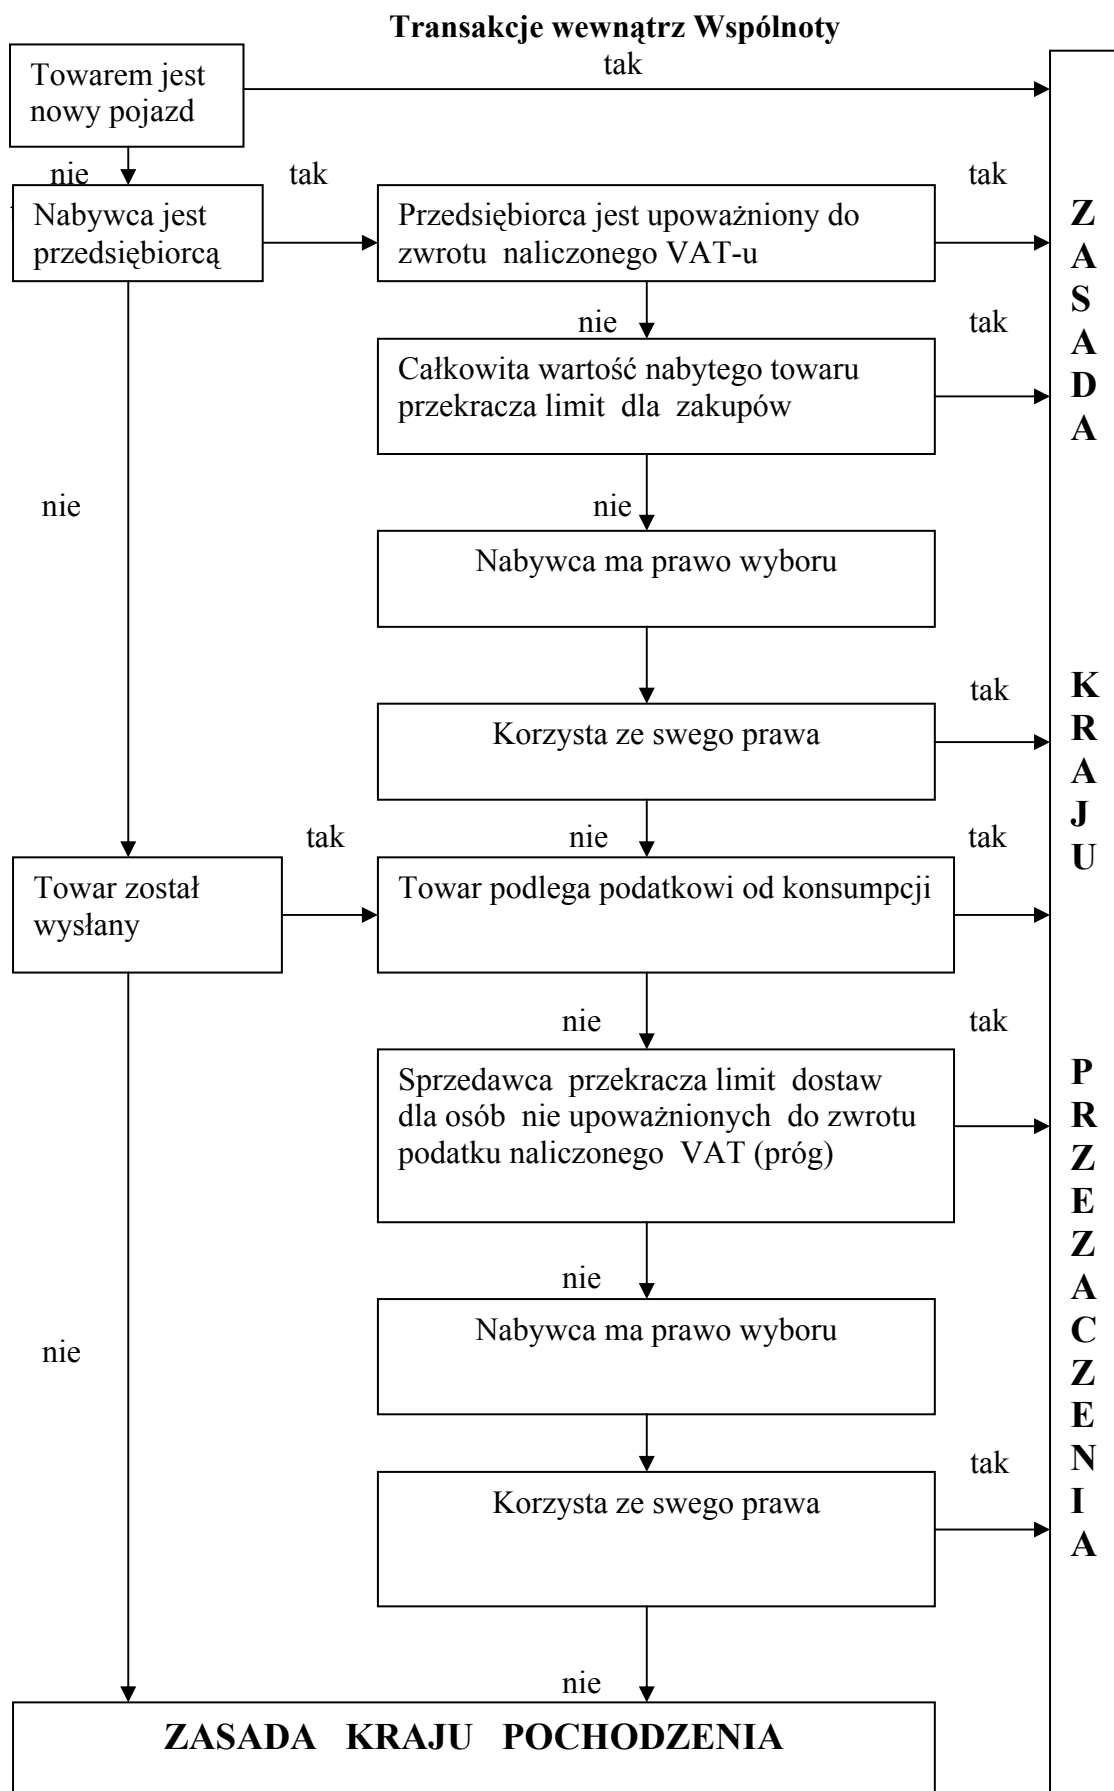 Transakcje wewnątrz Wspólnoty
tak
Towarem jest
nowy pojazd
nie
tak
tak
Nabywca jest
przedsiębiorcą
Przedsiębiorca jest upoważniony do
zwrotu naliczonego VAT-u
nie
tak
Całkowita wartość nabytego towaru
przekracza limit dla zakupów
nie
nie
Nabywca ma prawo wyboru
tak
Korzysta ze swego prawa
tak
nie
tak
Towar został
wysłany
Towar podlega podatkowi od konsumpcji
nie
tak
Sprzedawca przekracza limit dostaw
dla osób nie upoważnionych do zwrotu
podatku naliczonego VAT (próg)
nie
Nabywca ma prawo wyboru
nie
tak
Korzysta ze swego prawa
nie
ZASADA KRAJU POCHODZENIA
ZASADA
KRAJU
PRZEZACZENIA